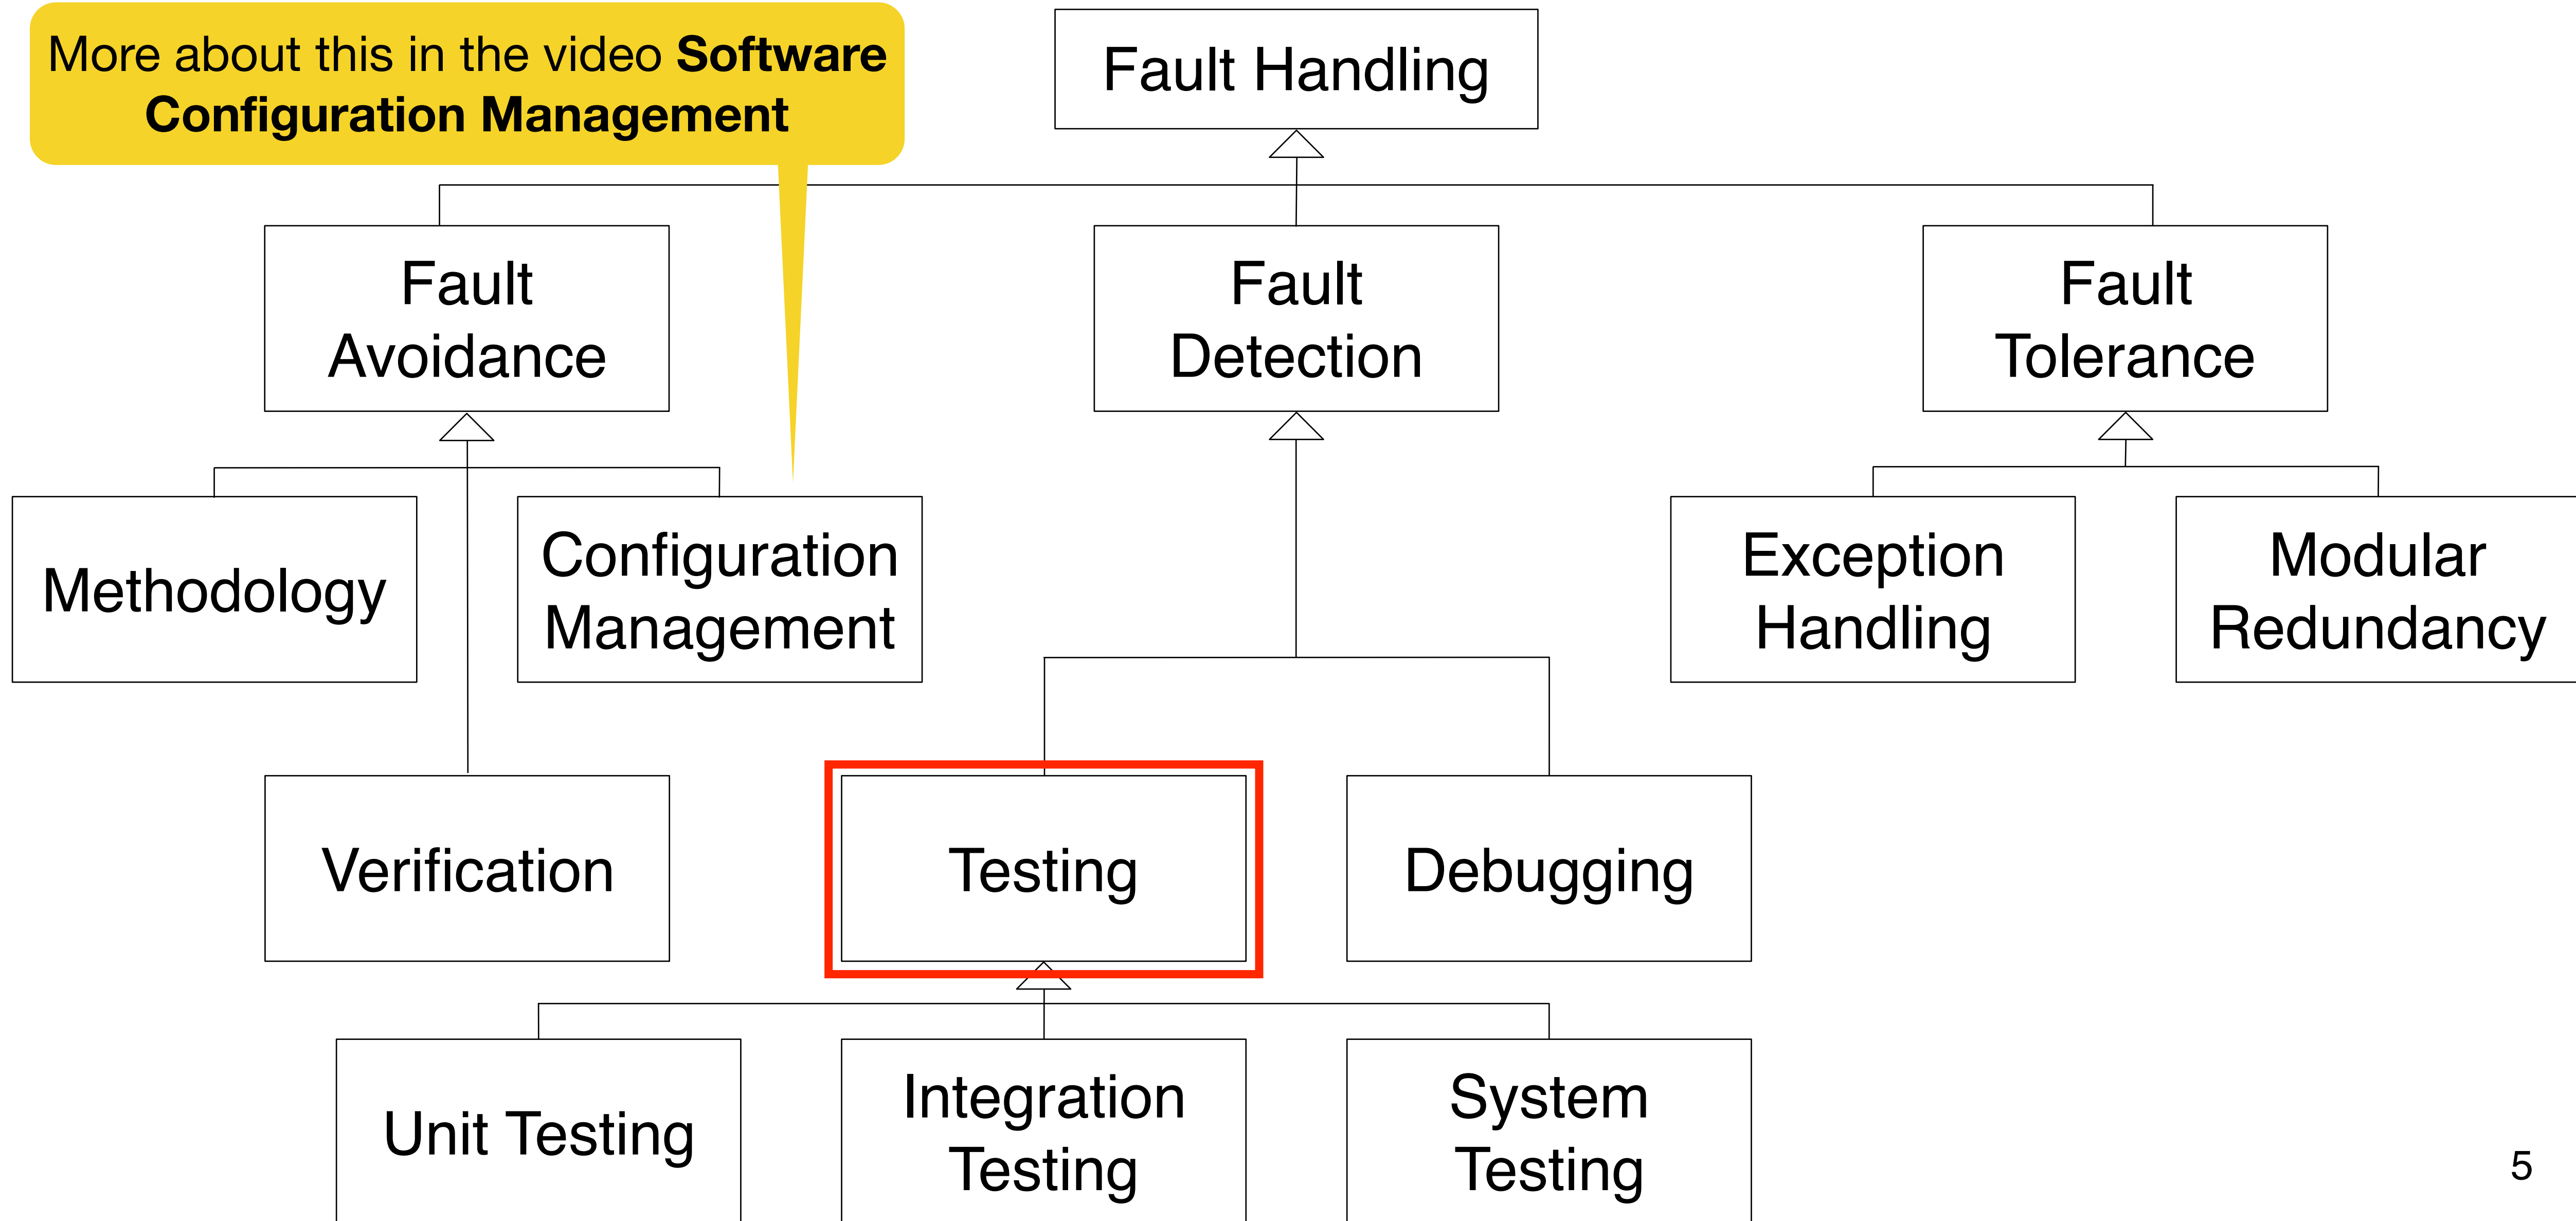 More about this in the video Software
Configuration Management
Fault Handling
Fault
Avoidance
Fault
Detection
Fault
Tolerance
Methodology
Configuration
Management
Exception
Handling
Modular
Redundancy
Verification
Testing
Debugging
Unit Testing
Integration
Testing
System
Testing
5